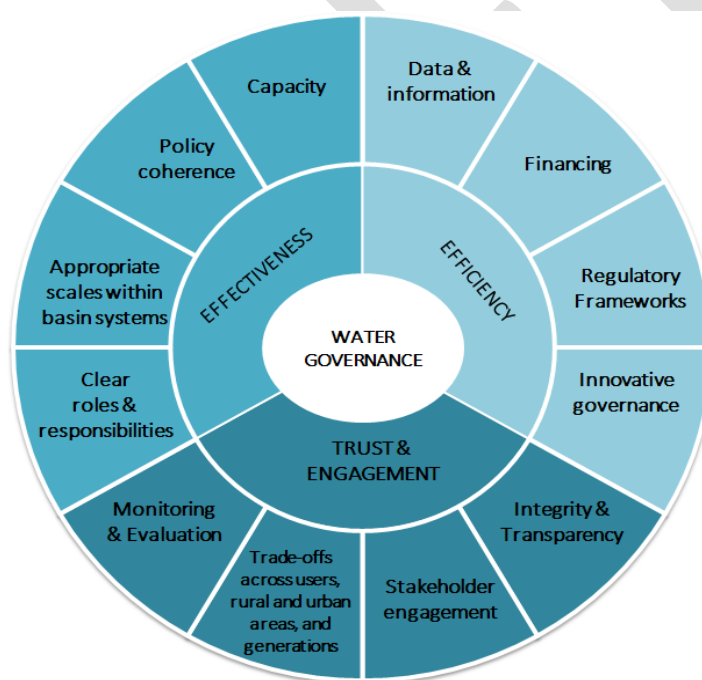 Capacity
Data &
information
Policy
coherence
Financing
Appropriate
scales within
basin systems
EFFECTIVENESS
EFFICIENCY
Regulatory
Frameworks
WATER
GOVERNANCE
Clear
roles &
responsibilities
Innovative
governance
TRUST &
ENGAGEMENT
Monitoring
& Evaluation
Integrity &
Transparency
Trade-offs
across users,
rural and urban
areas, and
generations
Stakeholder
engagement